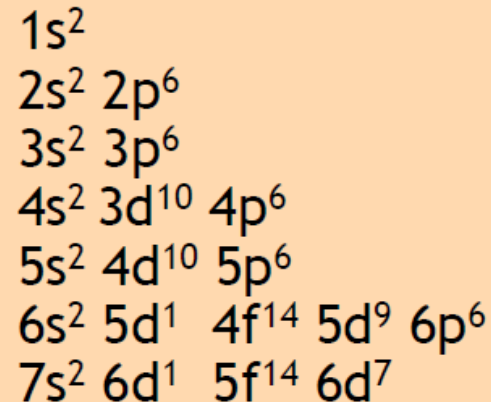 1s²
2s² 2p⁶
3s² 3p⁶
4s² 3d¹⁰ 4p⁶
5s² 4d¹⁰ 5p⁶
6s² 5d¹ 4f¹⁴ 5d⁹ 6p⁶
7s² 6d¹ 5f¹⁴ 6d⁷